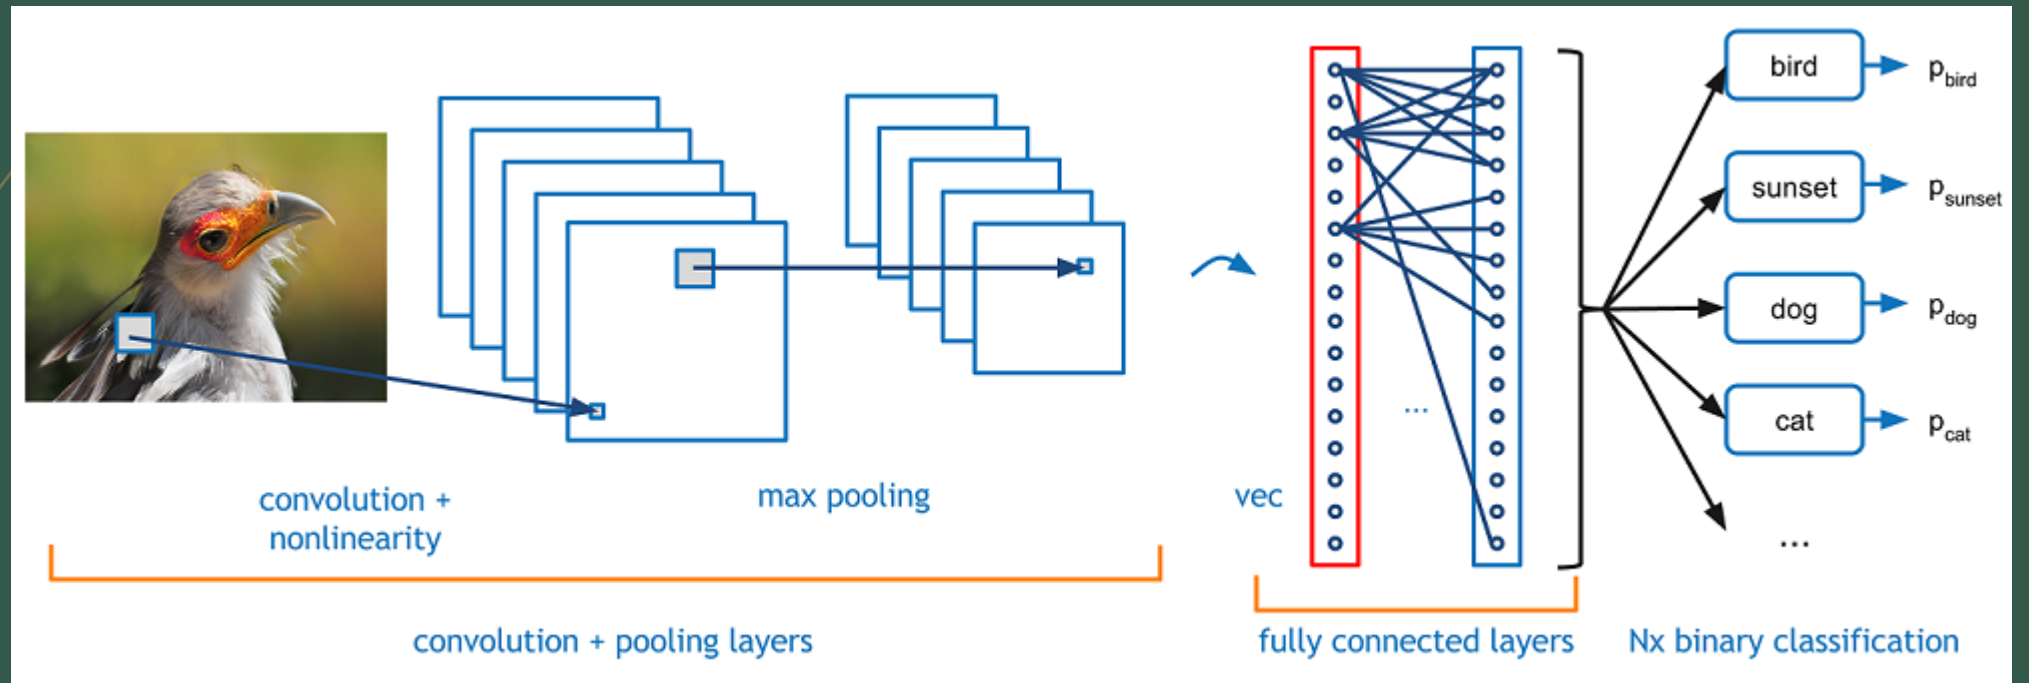 convolution +
nonlinearity
max pooling
vec
convolution + pooling layers
fully connected layers
Nx binary classification
bird
p_bird
sunset
p_sunset
dog
p_dog
cat
p_cat
...
...